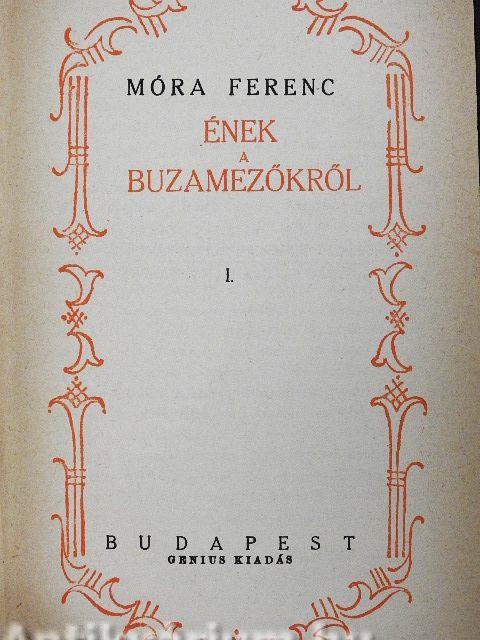 MÓRA FERENC
ÉNEK
A
BUZAMEZŐKRŐL
I.
BUDAPEST
GENIUS KIADÁS